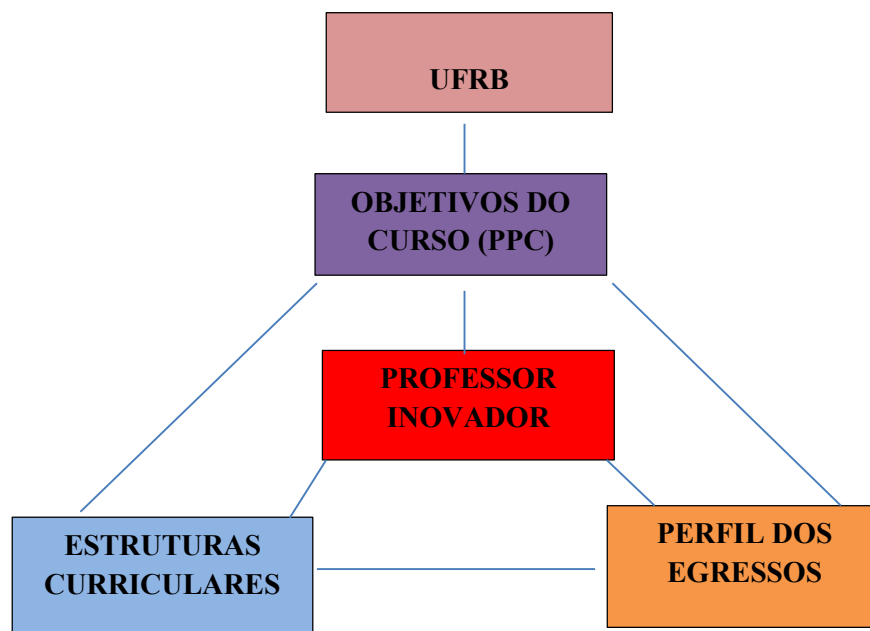 UFRB
OBJETIVOS DO
CURSO (PPC)
PROFESSOR
INOVADOR
ESTRUTURAS
CURRICULARES
PERFIL DOS
EGRESSOS